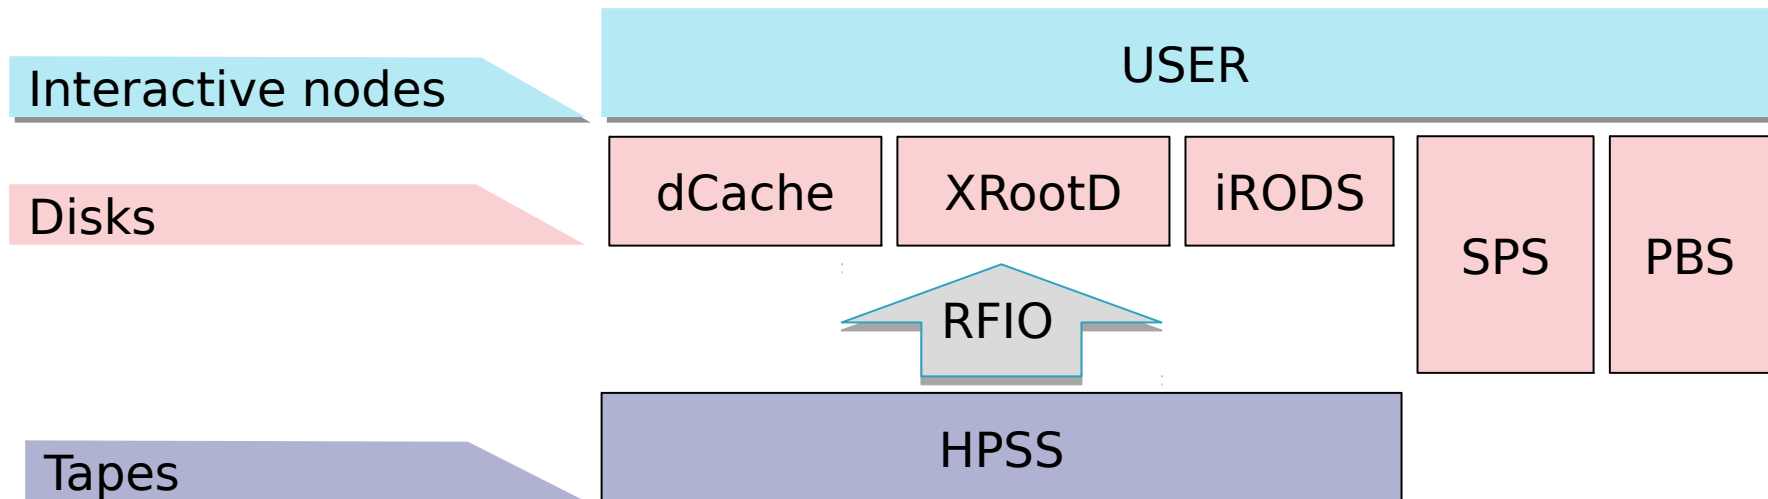 USER
Interactive nodes
dCache
XRootD
iRODS
Disks
SPS
PBS
RFIO
HPSS
Tapes